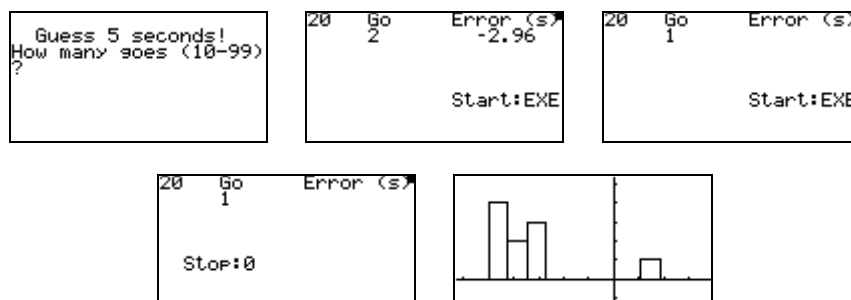 Guess 5 seconds!
How many goes (10-99)
?
20 Go Error (s)
2 -2.96
Start:EXE
20 Go Error (s)
1
Start:EXE
20 Go Error (s)
1
Stop:0